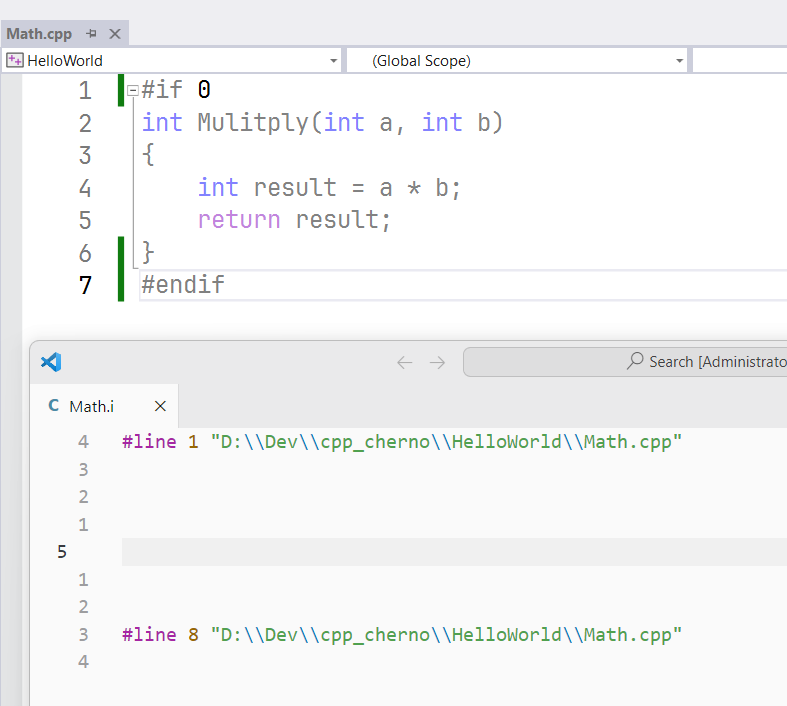 Math.cpp
HelloWorld
(Global Scope)
1 #if 0
2 int Mulitply(int a, int b)
3 {
4 int result = a * b;
5 return result;
6 }
7 #endif
Search [Administrato
C Math.i
4 #line 1 "D:\\Dev\\cpp_cherno\\HelloWorld\\Math.cpp"
3
2
1
5
1
2
3 #line 8 "D:\\Dev\\cpp_cherno\\HelloWorld\\Math.cpp"
4